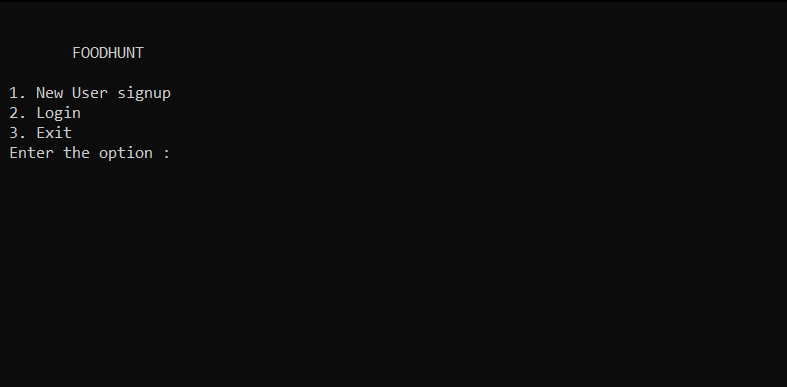 FOODHUNT
1. New User signup
2. Login
3. Exit
Enter the option :